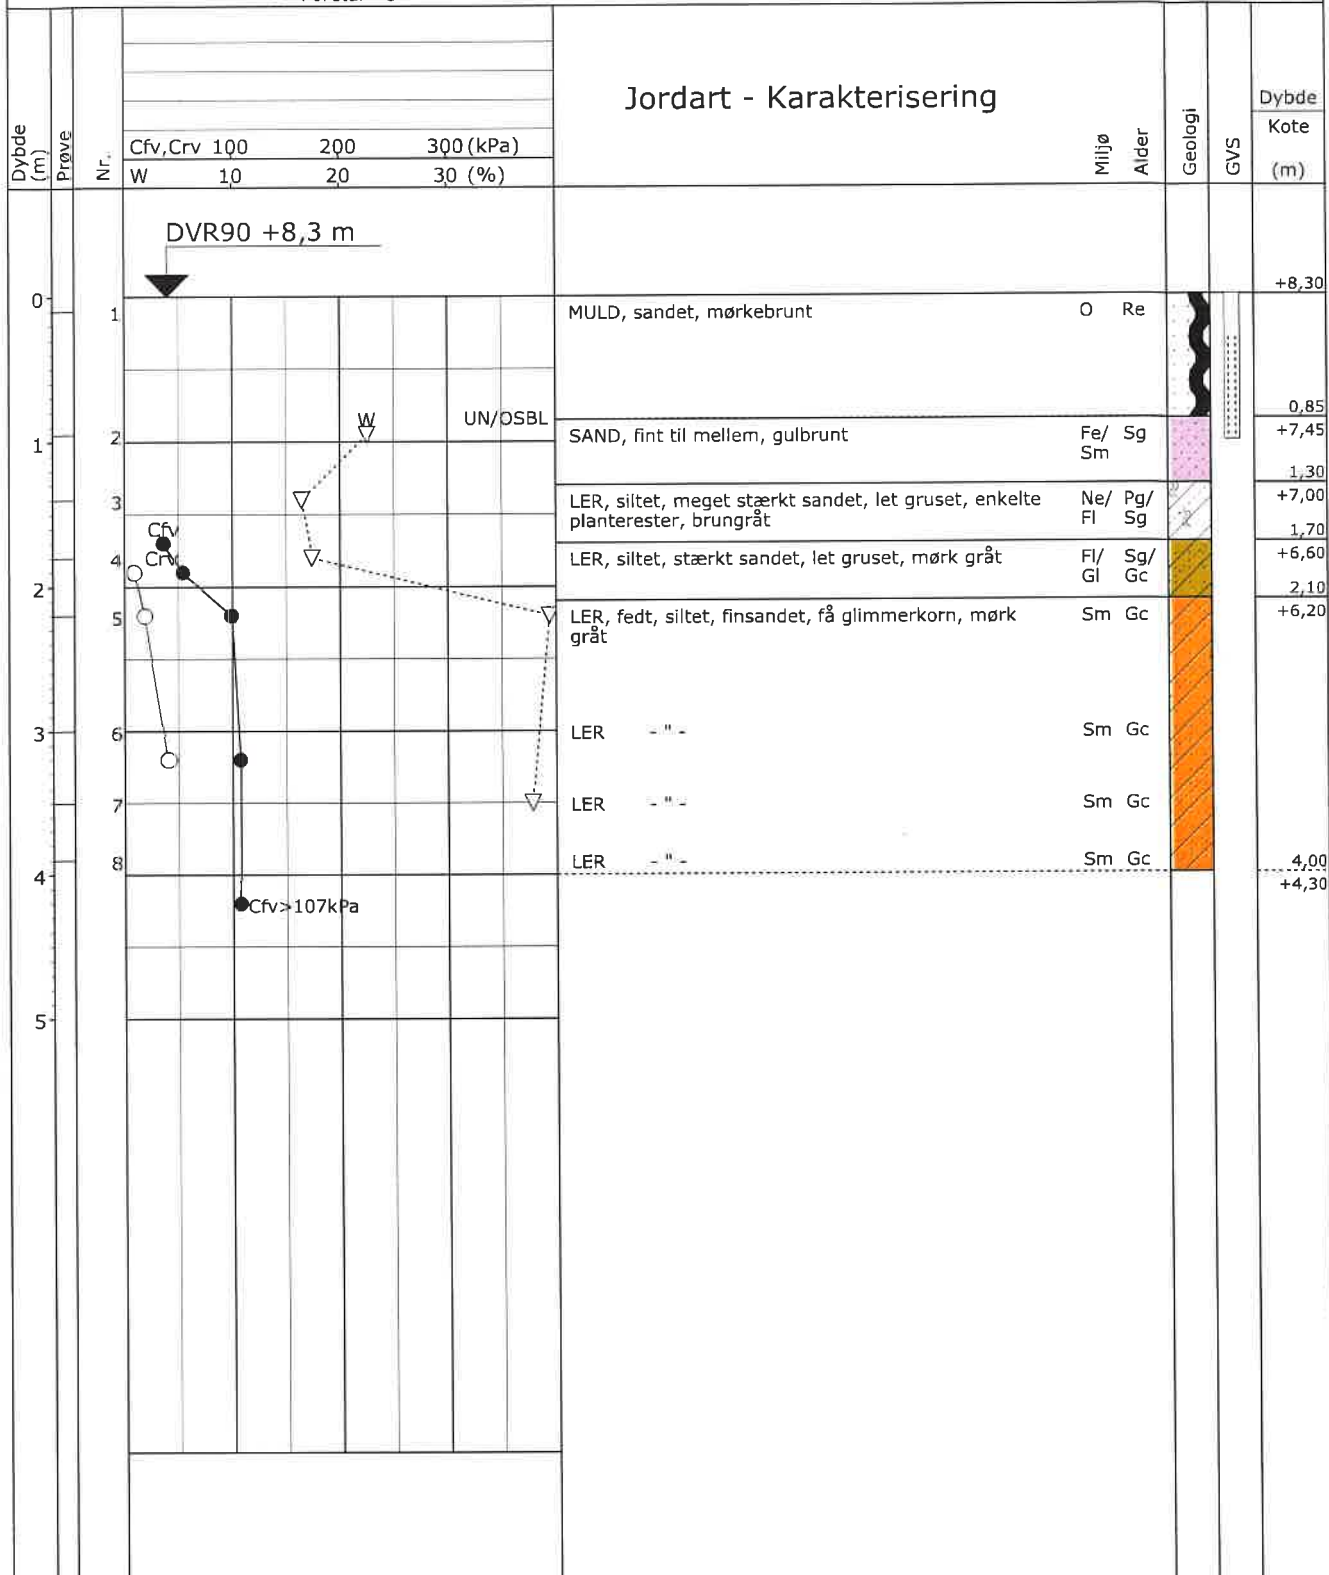 Jordart - Karakterisering
Dybde (m)
Prøve
Nr.
Cfv,Crv 100 200 300 (kPa)
W 10 20 30 (%)
Miljø
Alder
Geologi
GVS
Dybde
Kote
(m)
DVR90 +8,3 m
+8,30
0
1 MULD, sandet, mørkebrunt O Re
0,85
W UN/OSBL
1 2 SAND, fint til mellem, gulbrunt Fe/ Sg +7,45
Sm
1,30
3 LER, siltet, meget stærkt sandet, let gruset, enkelte Ne/ Pg/ +7,00
planterester, brungråt Fl Sg
1,70
Cfv
Crv
4 LER, siltet, stærkt sandet, let gruset, mørk gråt Fl/ Sg/ +6,60
Gl Gc
2 2,10
5 LER, fedt, siltet, finsandet, få glimmerkorn, mørk Sm Gc +6,20
gråt
3 6 LER - " - Sm Gc
7 LER - " - Sm Gc
8 LER - " - Sm Gc 4,00
4 +4,30
Cfv>107kPa
5